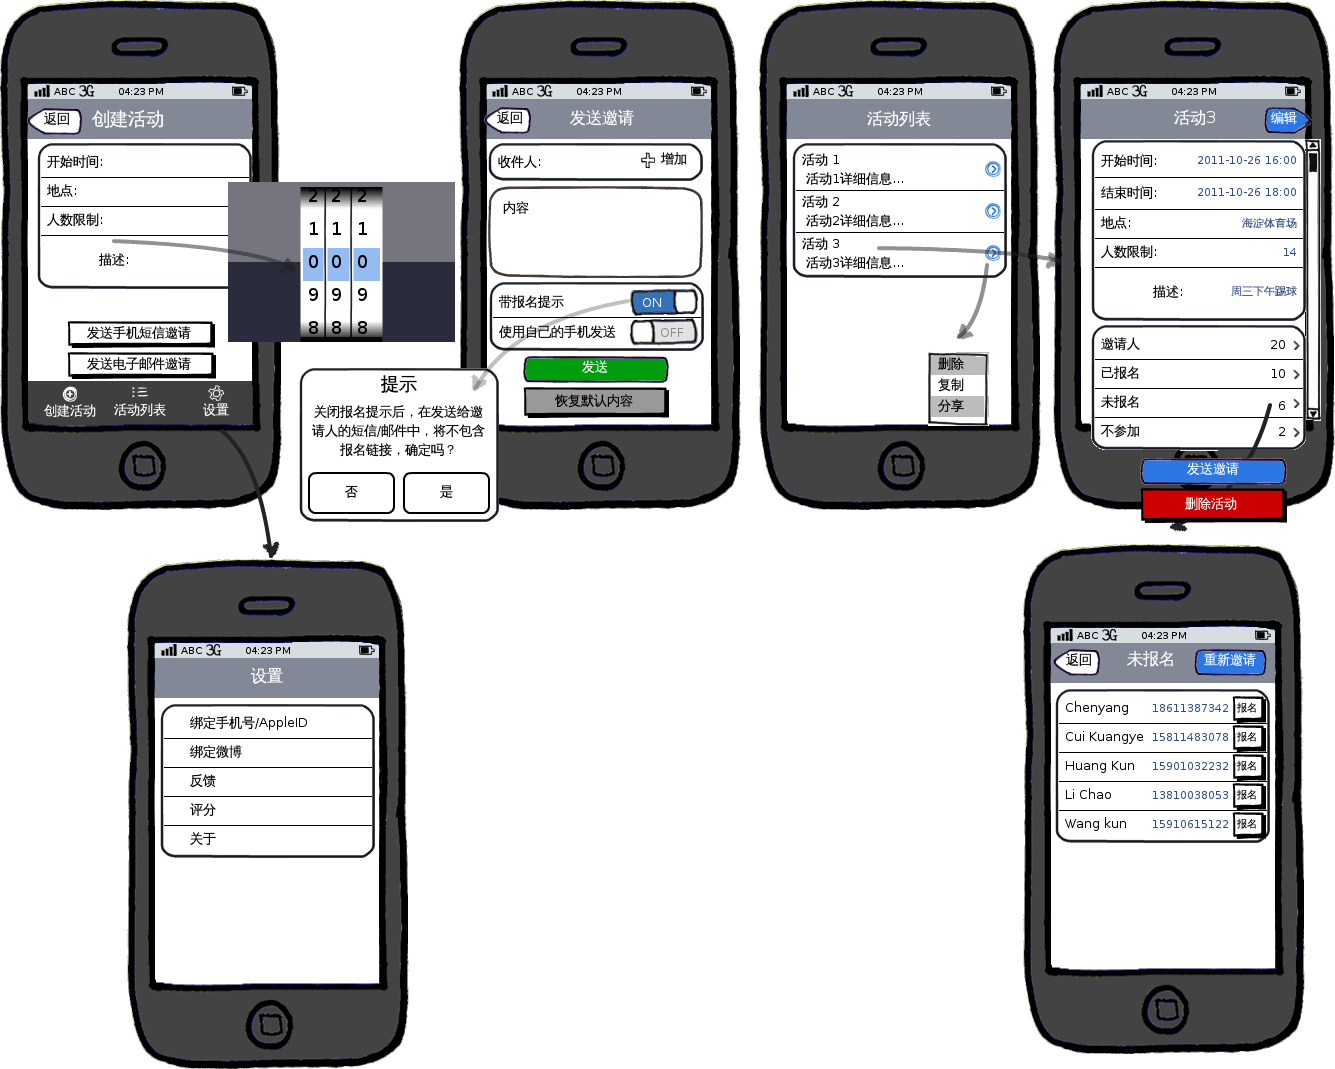 ABC 3G 04:23 PM
返回 创建活动
开始时间:
地点:
人数限制:
描述:
发送手机短信邀请
发送电子邮件邀请
创建活动 活动列表 设置
2 2 2
1 1 1
0 0 0
9 9 9
8 8 8
ABC 3G 04:23 PM
返回 发送邀请
收件人: 增加
内容
带报名提示 ON
使用自己的手机发送 OFF
发送
恢复默认内容
提示
关闭报名提示后，在发送给邀
请人的短信/邮件中，将不包含
报名链接，确定吗？
否 是
ABC 3G 04:23 PM
活动列表
活动 1
活动1详细信息...
活动 2
活动2详细信息...
活动 3
活动3详细信息...
删除
复制
分享
ABC 3G 04:23 PM
活动3 编辑
开始时间: 2011-10-26 16:00
结束时间: 2011-10-26 18:00
地点: 海淀体育场
人数限制: 14
描述: 周三下午踢球
邀请人 20
已报名 10
未报名 6
不参加 2
发送邀请
删除活动
ABC 3G 04:23 PM
设置
绑定手机号/AppleID
绑定微博
反馈
评分
关于
ABC 3G 04:23 PM
返回 未报名 重新邀请
Chenyang 18611387342 报名
Cui Kuangye 15811483078 报名
Huang Kun 15901032232 报名
Li Chao 13810038053 报名
Wang kun 15910615122 报名